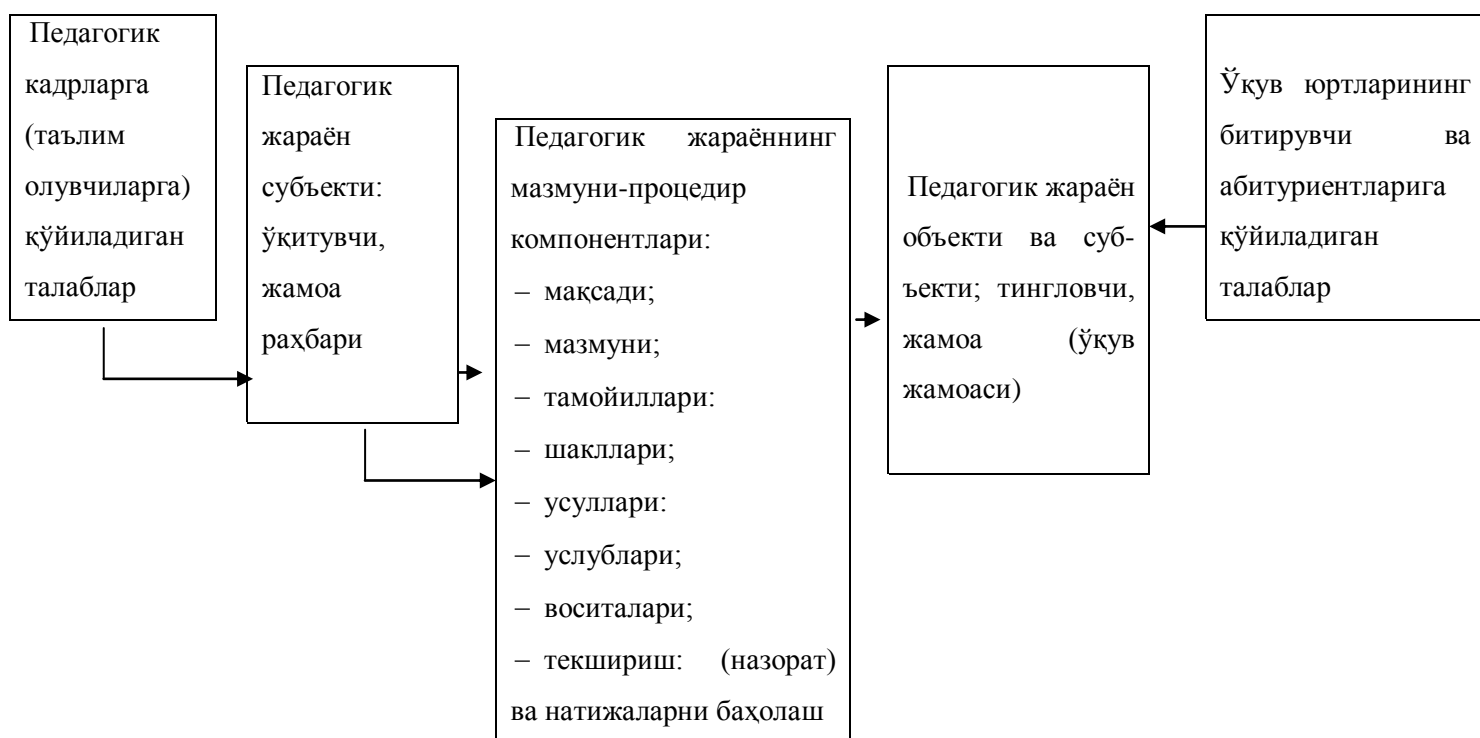 Педагогик
кадрларга
(таълим
олувчиларга)
қўйиладиган
талаблар
Педагогик
жараён
субъекти:
ўқитувчи,
жамоа
раҳбари
Педагогик жараённинг
мазмуни-процедир
компонентлари:
– мақсади;
– мазмуни;
– тамойиллари:
– шакллари;
– усуллари:
– услублари;
– воситалари;
– текшириш: (назорат)
ва натижаларни баҳолаш
Педагогик жараён
объекти ва суб-
ъекти; тингловчи,
жамоа (ўқув
жамоаси)
Ўқув юртларининг
битирувчи ва
абитуриентларига
қўйиладиган
талаблар